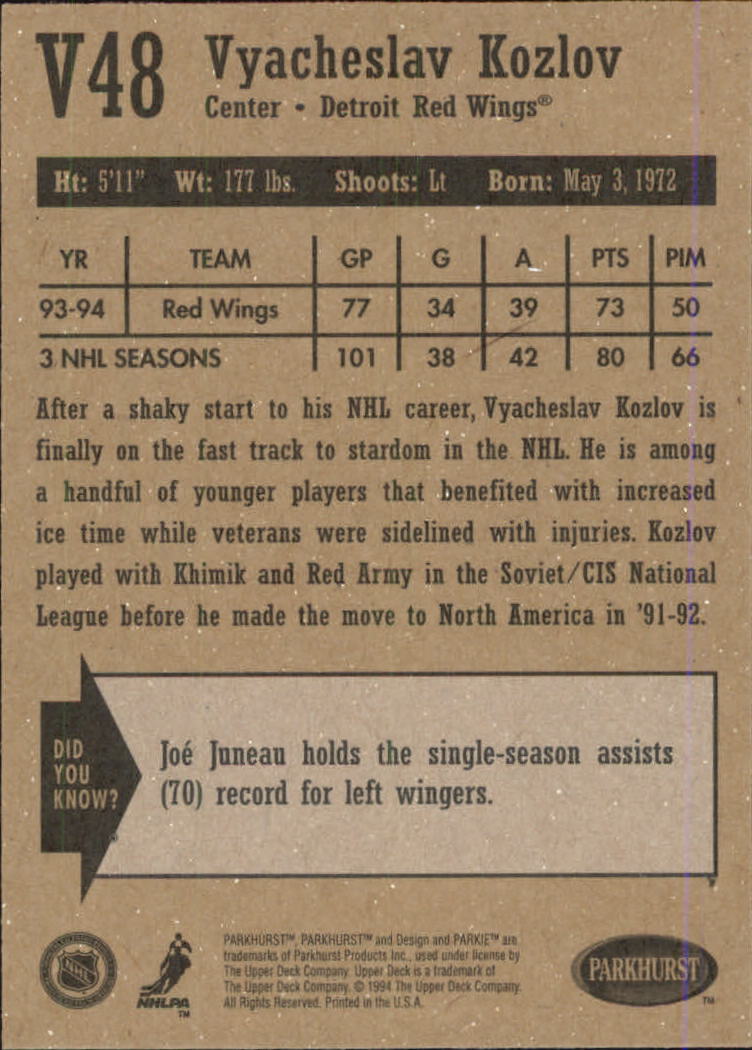 V48 Vyacheslav Kozlov
Center • Detroit Red Wings®
Ht: 5'11" Wt: 177 lbs. Shoots: Lt Born: May 3, 1972
YR TEAM GP G A PTS PIM
93-94 Red Wings 77 34 39 73 50
3 NHL SEASONS 101 38 42 80 66
After a shaky start to his NHL career, Vyacheslav Kozlov is
finally on the fast track to stardom in the NHL. He is among
a handful of younger players that benefited with increased
ice time while veterans were sidelined with injuries. Kozlov
played with Khimik and Red Army in the Soviet/CIS National
League before he made the move to North America in '91-92.
DID
YOU
KNOW?
Joé Juneau holds the single-season assists
(70) record for left wingers.
NHL
NHLPA
TM
PARKHURST™, PARKHURST™ and Design and PARKIE™ are
trademarks of Parkhurst Products Inc., used under license by
The Upper Deck Company. Upper Deck is a trademark of
The Upper Deck Company. © 1994 The Upper Deck Company.
All Rights Reserved. Printed in the U.S.A.
PARKHURST
TM